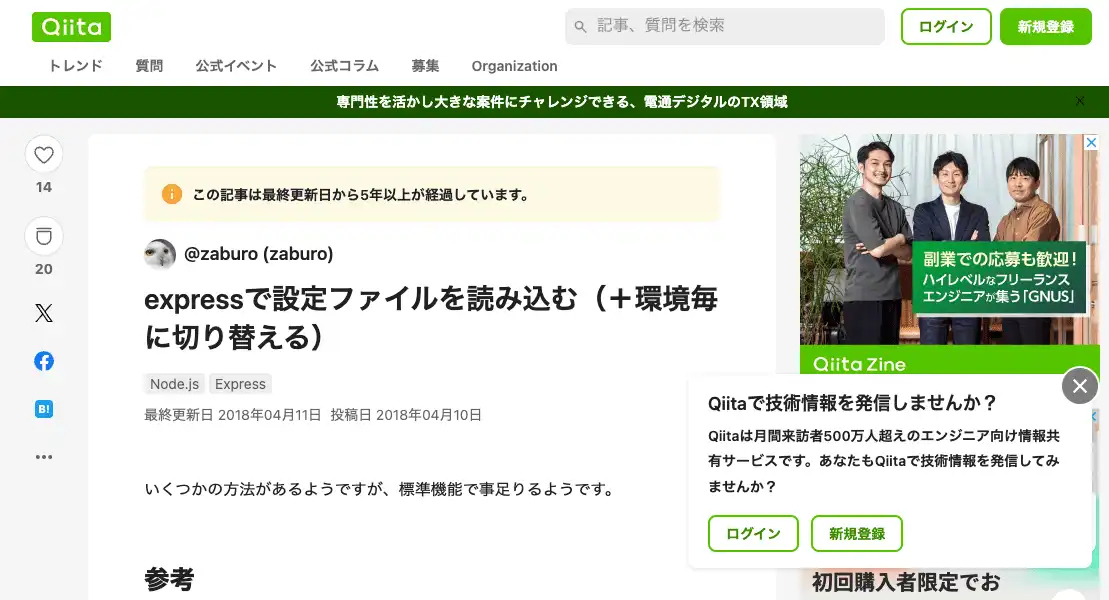 Qiita
記事、質問を検索
ログイン
新規登録
トレンド
質問
公式イベント
公式コラム
募集
Organization
専門性を活かし大きな案件にチャレンジできる、電通デジタルのTX領域
14
20
B!
この記事は最終更新日から5年以上が経過しています。
@zaburo (zaburo)
expressで設定ファイルを読み込む（＋環境毎
に切り替える）
Node.js
Express
最終更新日 2018年04月11日 投稿日 2018年04月10日
いくつかの方法があるようですが、標準機能で事足りるようです。
参考
副業での応募も歓迎！
ハイレベルなフリーランス
エンジニアが集う「GNUS」
Qiita Zine
Qiitaで技術情報を発信しませんか？
Qiitaは月間来訪者500万人超えのエンジニア向け情報共
有サービスです。あなたもQiitaで技術情報を発信してみ
ませんか？
ログイン
新規登録
初回購入者限定でお